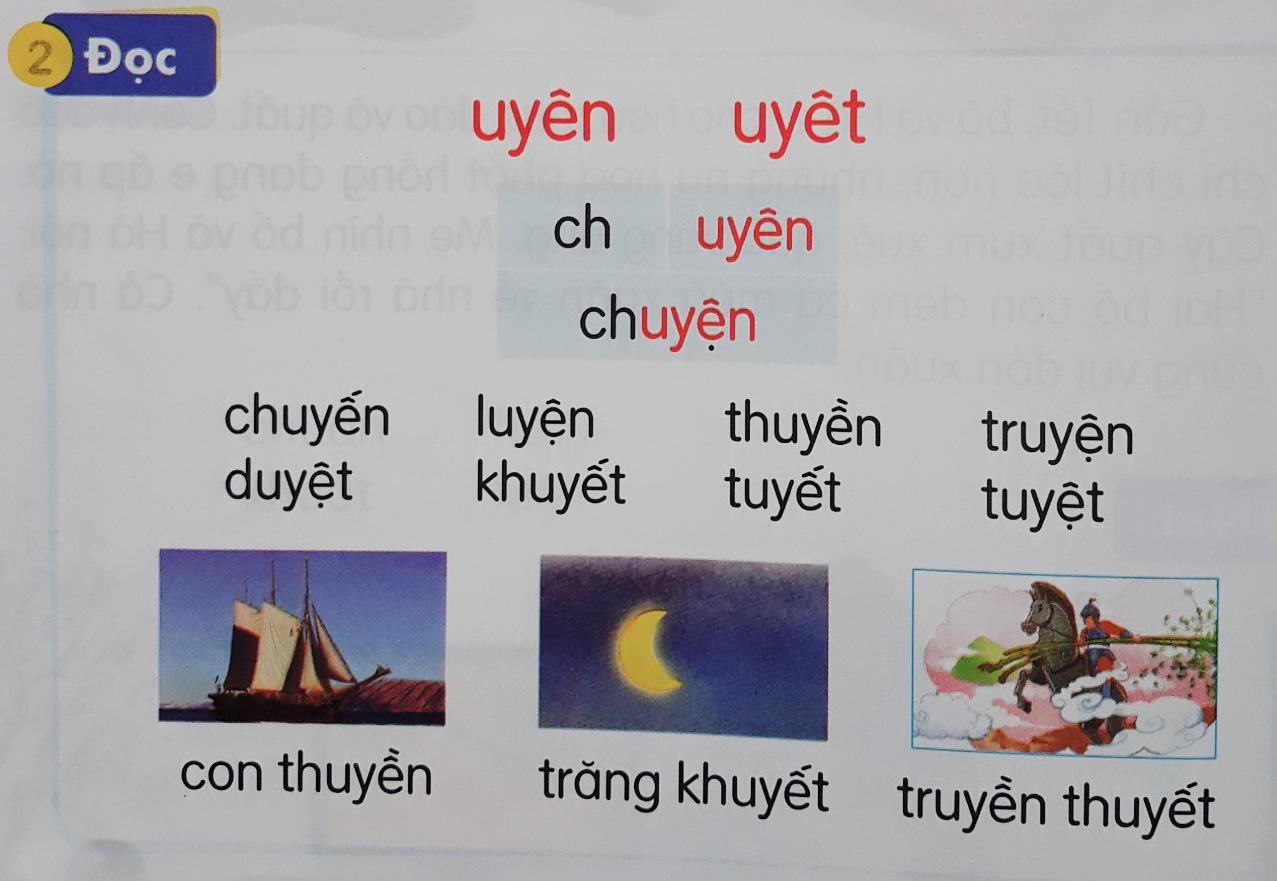 2 Đọc
uyên uyêt
ch uyên
chuyện
chuyến luyện thuyền truyện
duyệt khuyết tuyết tuyệt
con thuyền trăng khuyết truyền thuyết